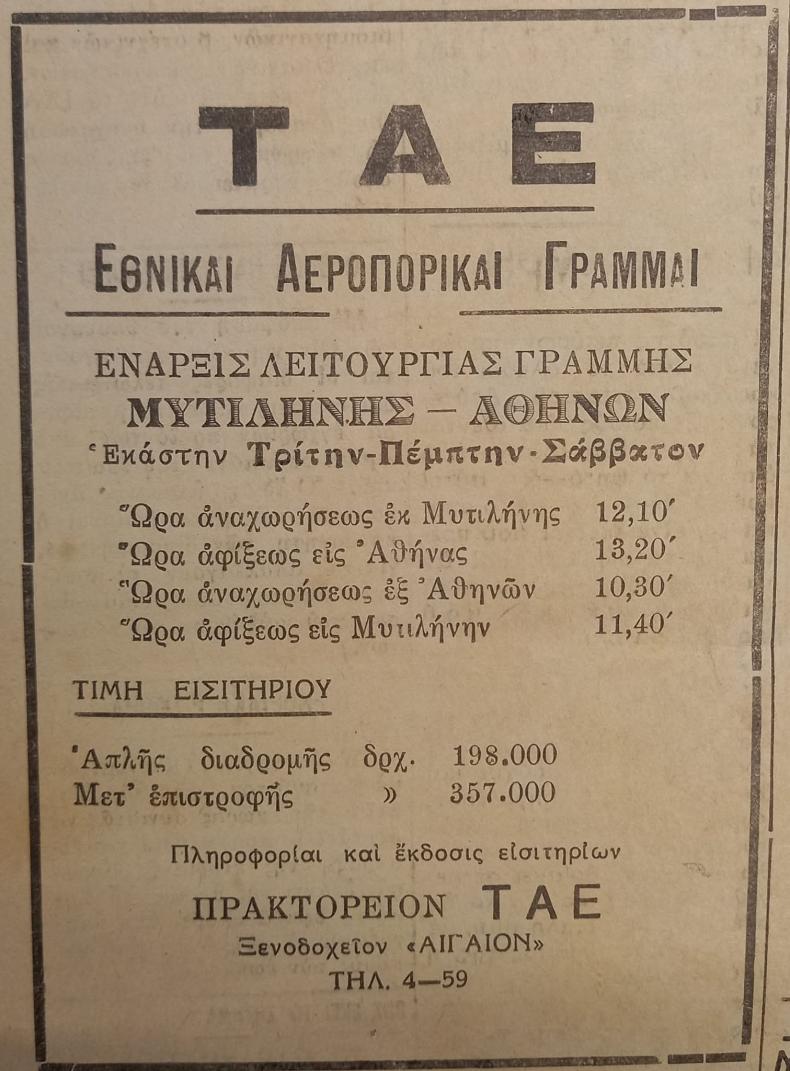 ΤΑΕ
ΕΘΝΙΚΑΙ ΑΕΡΟΠΟΡΙΚΑΙ ΓΡΑΜΜΑΙ
ΕΝΑΡΞΙΣ ΛΕΙΤΟΥΡΓΙΑΣ ΓΡΑΜΜΗΣ
ΜΥΤΙΛΗΝΗΣ – ΑΘΗΝΩΝ
Ἑκάστην Τρίτην-Πέμπτην-Σάββατον
Ὥρα ἀναχωρήσεως ἐκ Μυτιλήνης 12,10′
Ὥρα ἀφίξεως εἰς Ἀθήνας 13,20′
Ὥρα ἀναχωρήσεως ἐξ Ἀθηνῶν 10,30′
Ὥρα ἀφίξεως εἰς Μυτιλήνην 11,40′
ΤΙΜΗ ΕΙΣΙΤΗΡΙΟΥ
Ἁπλῆς διαδρομῆς δρχ. 198.000
Μετ' ἐπιστροφῆς » 357.000
Πληροφορίαι καὶ ἔκδοσις εἰσιτηρίων
ΠΡΑΚΤΟΡΕΙΟΝ ΤΑΕ
Ξενοδοχεῖον «ΑΙΓΑΙΟΝ»
ΤΗΛ. 4—59